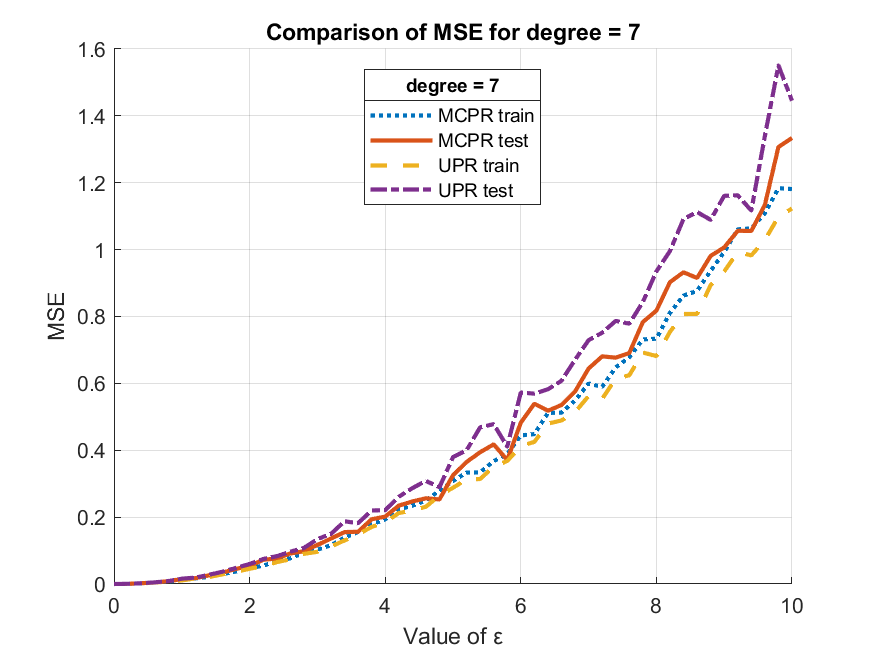 Comparison of MSE for degree = 7
1.6
1.4
1.2
1
0.8
0.6
0.4
0.2
0
MSE
degree = 7
MCPR train
MCPR test
UPR train
UPR test
0 2 4 6 8 10
Value of ε